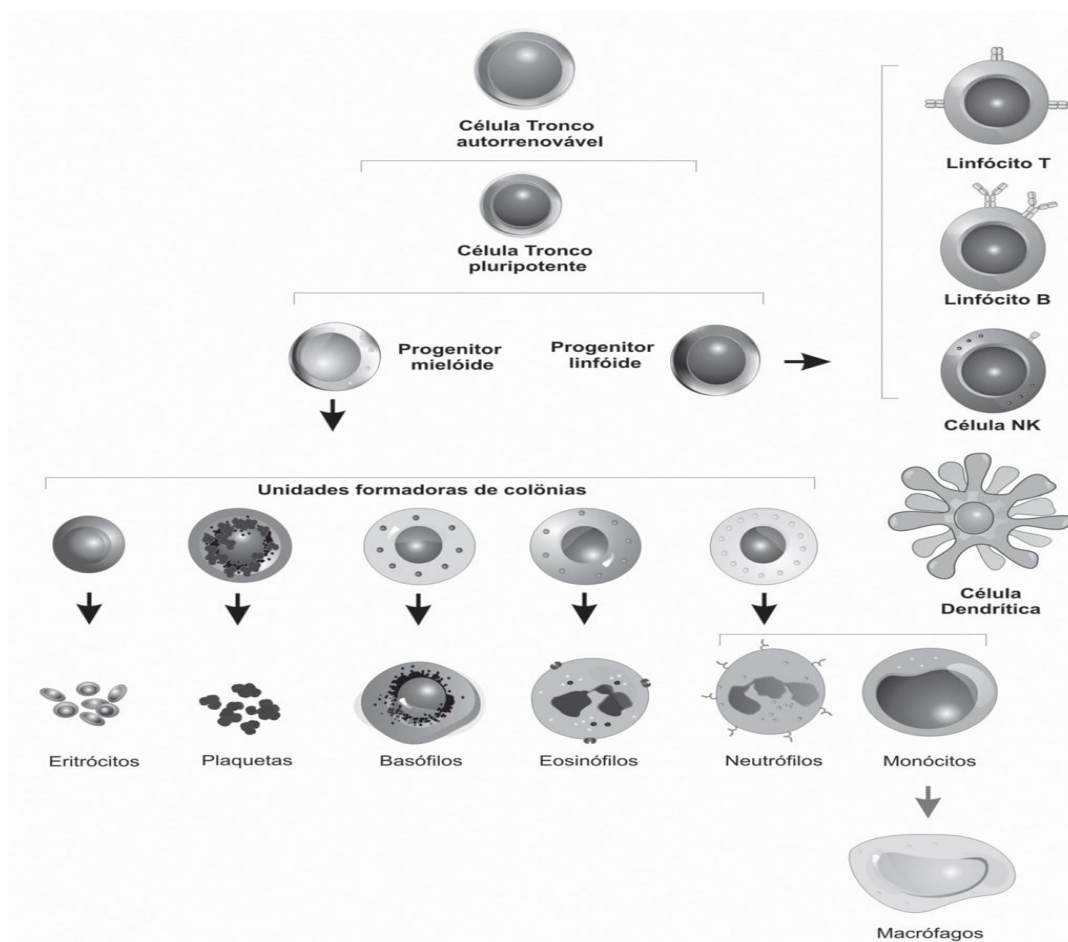 Célula Tronco
autorrenovável
Célula Tronco
pluripotente
Progenitor
mielóide
Progenitor
linfóide
Linfócito T
Linfócito B
Célula NK
Célula
Dendrítica
Unidades formadoras de colönias
Eritrócitos
Plaquetas
Basófilos
Eosinófilos
Neutrófilos
Monócitos
Macrófagos